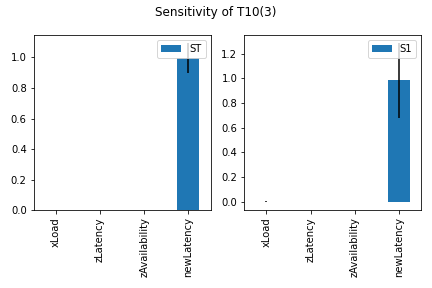 Sensitivity of T10(3)
ST
1.0
0.8
0.6
0.4
0.2
0.0
xLoad
zLatency
zAvailability
newLatency
S1
1.2
1.0
0.8
0.6
0.4
0.2
0.0
xLoad
zLatency
zAvailability
newLatency